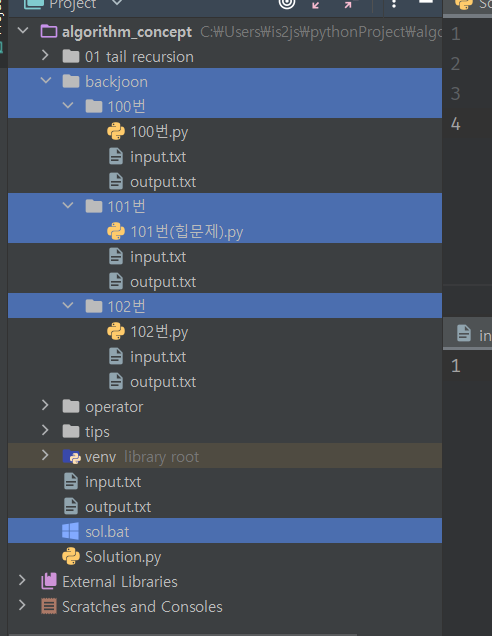 Project
algorithm_concept C:₩Users₩is2js₩pythonProject₩algo
01 tail recursion
backjoon
100번
100번.py
input.txt
output.txt
101번
101번(힙문제).py
input.txt
output.txt
102번
102번.py
input.txt
output.txt
operator
tips
venv library root
input.txt
output.txt
sol.bat
Solution.py
External Libraries
Scratches and Consoles
So
1
2
3
4
in
1